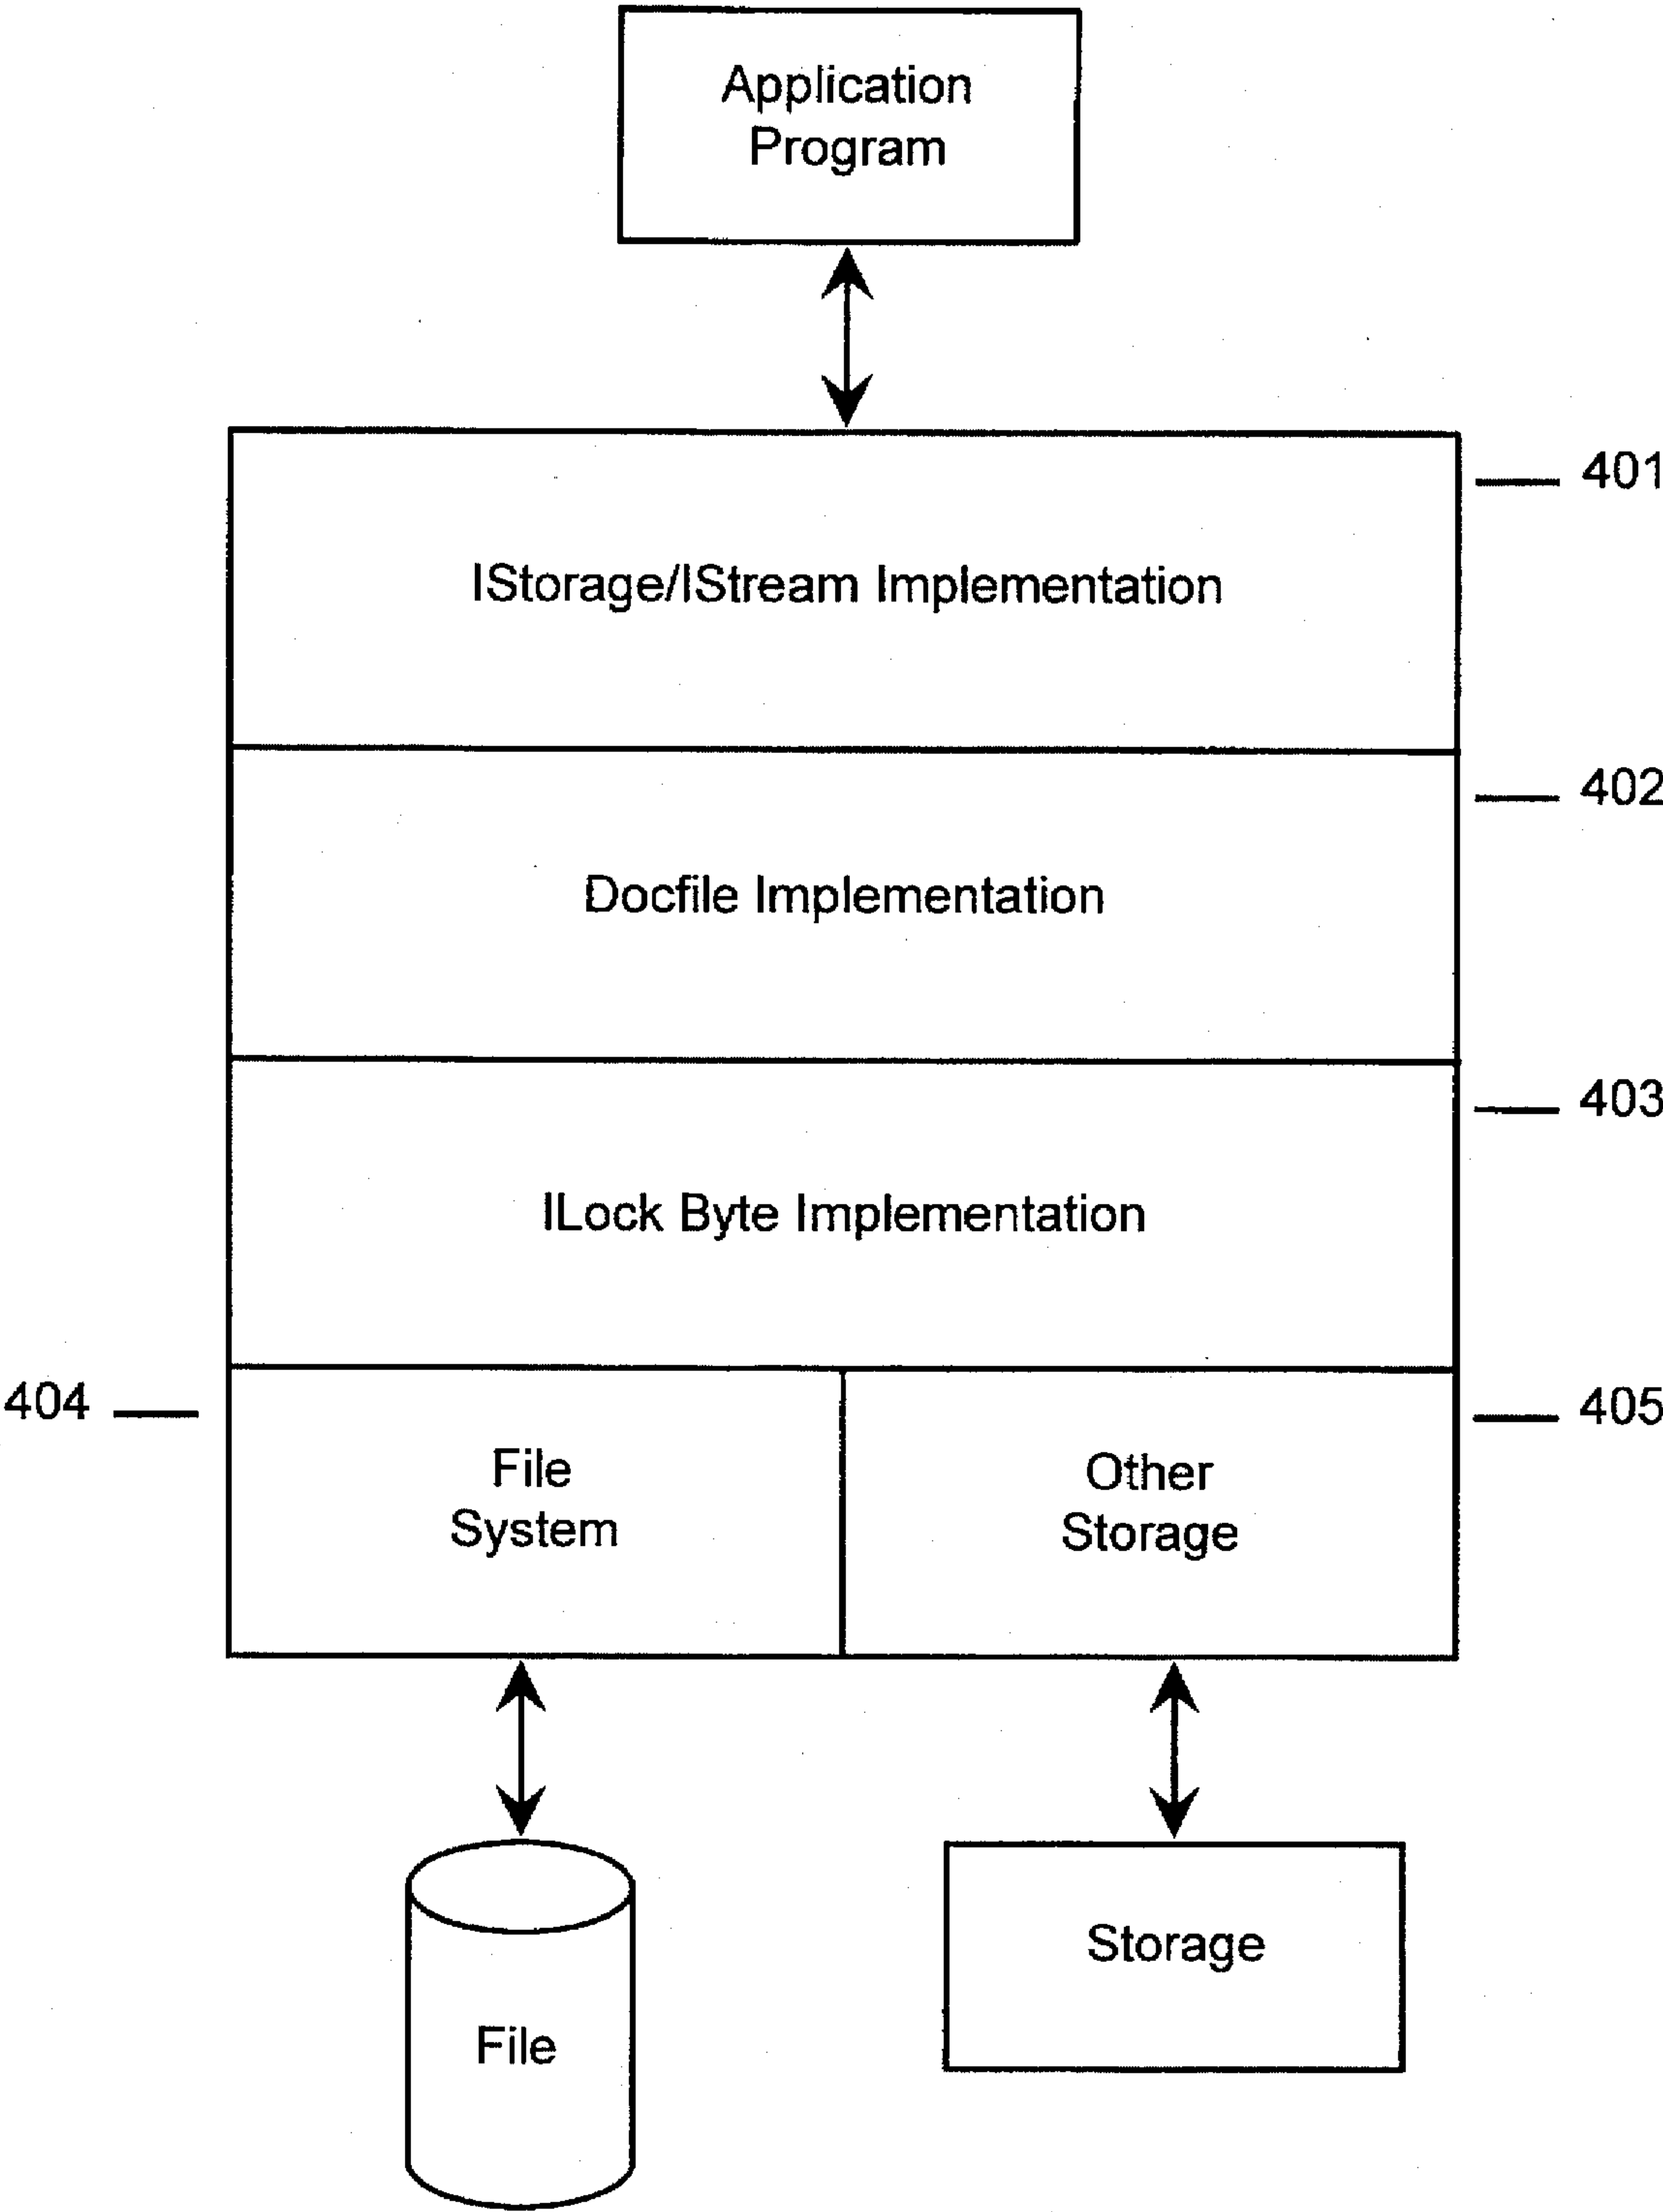 Application
Program
401
IStorage/IStream Implementation
402
Docfile Implementation
403
ILock Byte Implementation
404
405
File
System
Other
Storage
Storage
File